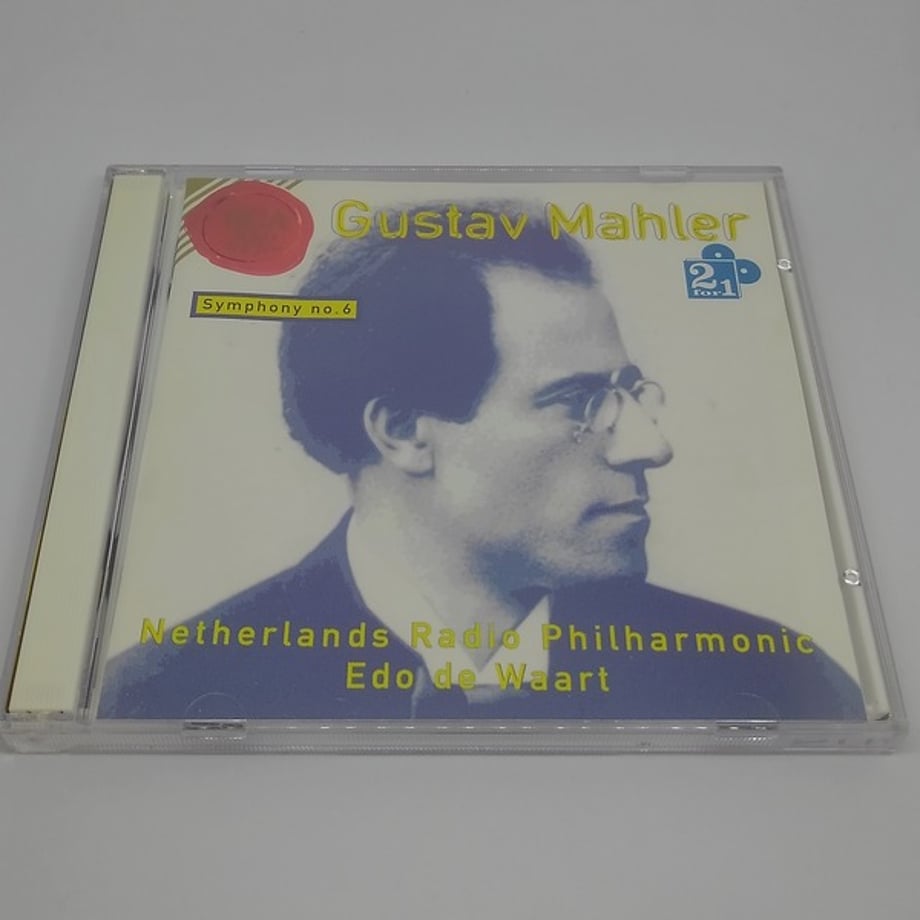 Gustav Mahler
2
for 1
Symphony no.6
Netherlands Radio Philharmonic
Edo de Waart